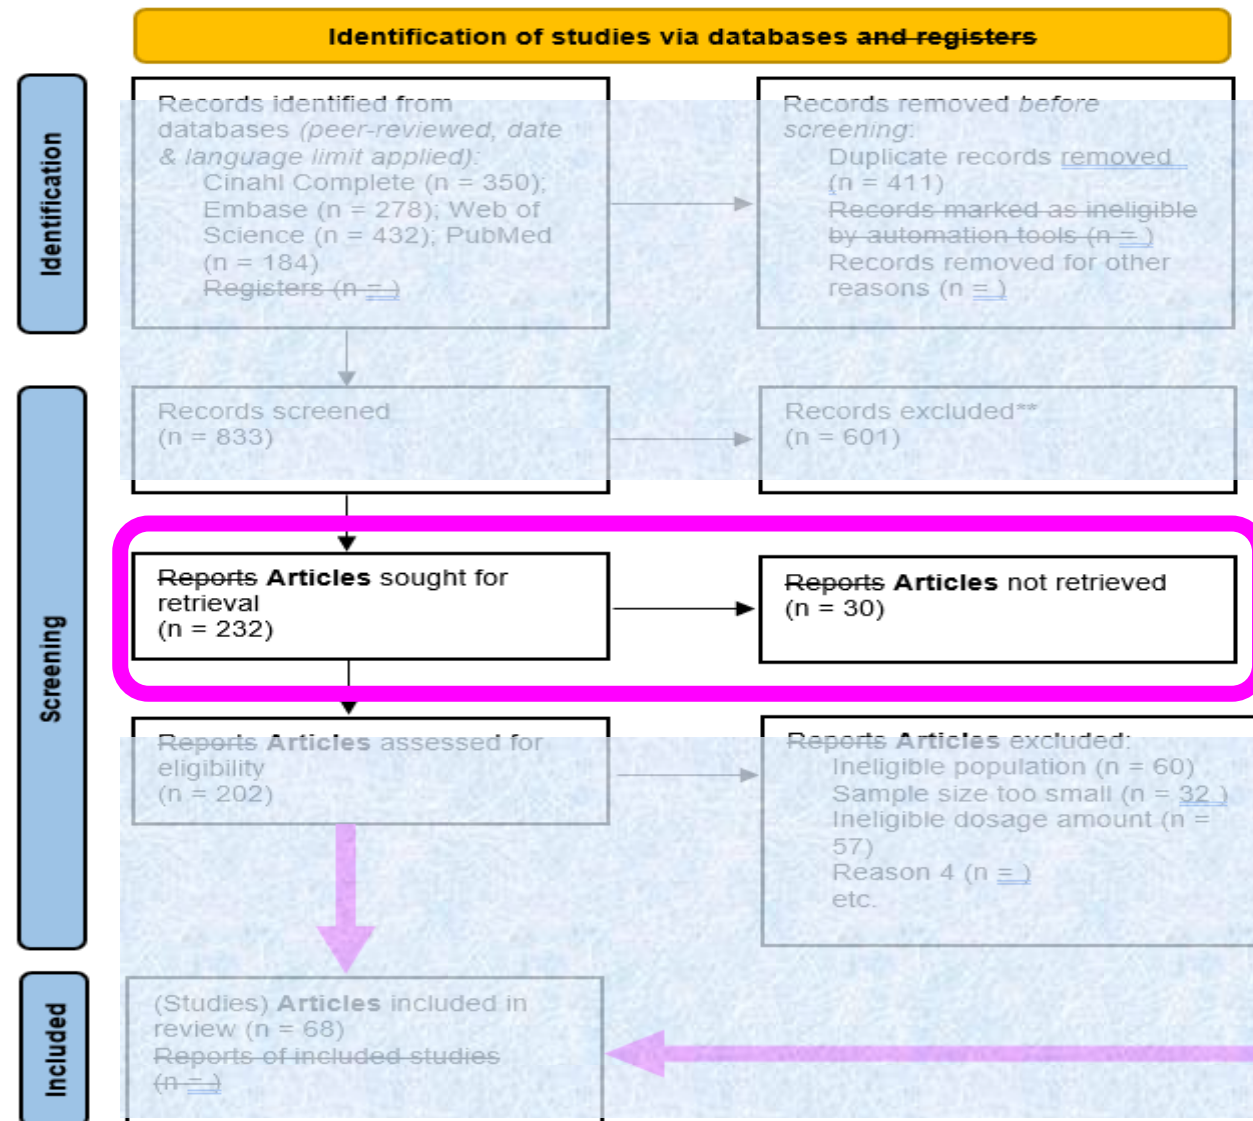 Identification of studies via databases and registers
Identification
Records identified from
databases (peer-reviewed, date
& language limit applied):
Cinahl Complete (n = 350);
Embase (n = 278); Web of
Science (n = 432); PubMed
(n = 184)
Registers (n = )
Records removed before
screening:
Duplicate records removed
(n = 411)
Records marked as ineligible
by automation tools (n = )
Records removed for other
reasons (n = )
Screening
Records screened
(n = 833)
Records excluded**
(n = 601)
Reports Articles sought for
retrieval
(n = 232)
Reports Articles not retrieved
(n = 30)
Reports Articles assessed for
eligibility
(n = 202)
Reports Articles excluded:
Ineligible population (n = 60)
Sample size too small (n = 32 )
Ineligible dosage amount (n =
57)
Reason 4 (n = )
etc.
Included
(Studies) Articles included in
review (n = 68)
Reports of included studies
(n = )